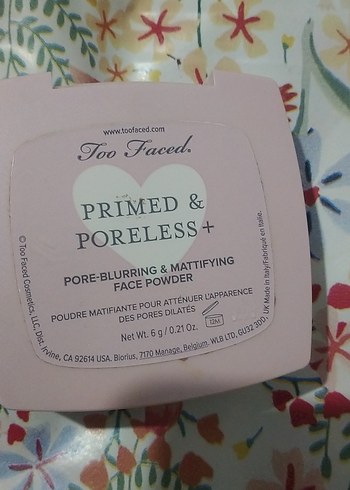 www.toofaced.com
Too Faced.
PRIMED &
PORELESS+
PORE-BLURRING & MATTIFYING
FACE POWDER
POUDRE MATIFIANTE POUR ATTÉNUER L'APPARENCE
DES PORES DILATÉS
Net Wt. 6 g / 0.21 Oz.
12M
© Too Faced Cosmetics, LLC, Dist. Irvine, CA 92614 USA. Biorius, 7170 Manage, Belgium. WLB LTD, GU32 3DD, UK Made in Italy/Fabriqué en Italie.